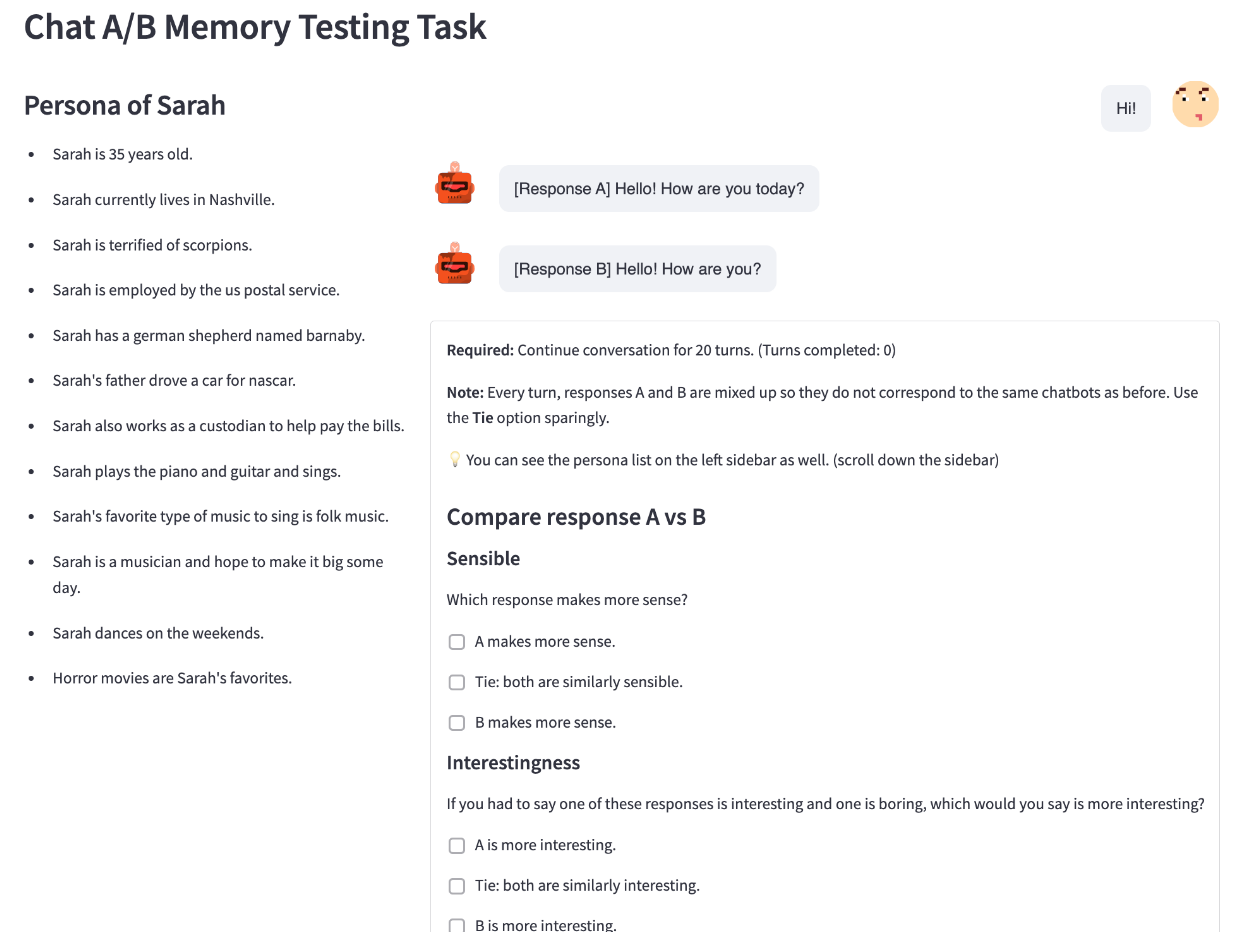 Chat A/B Memory Testing Task
Persona of Sarah
Sarah is 35 years old.
Sarah currently lives in Nashville.
Sarah is terrified of scorpions.
Sarah is employed by the us postal service.
Sarah has a german shepherd named barnaby.
Sarah's father drove a car for nascar.
Sarah also works as a custodian to help pay the bills.
Sarah plays the piano and guitar and sings.
Sarah's favorite type of music to sing is folk music.
Sarah is a musician and hope to make it big some
day.
Sarah dances on the weekends.
Horror movies are Sarah's favorites.
Hi!
[Response A] Hello! How are you today?
[Response B] Hello! How are you?
Required: Continue conversation for 20 turns. (Turns completed: 0)
Note: Every turn, responses A and B are mixed up so they do not correspond to the same chatbots as before. Use
the Tie option sparingly.
💡 You can see the persona list on the left sidebar as well. (scroll down the sidebar)
Compare response A vs B
Sensible
Which response makes more sense?
A makes more sense.
Tie: both are similarly sensible.
B makes more sense.
Interestingness
If you had to say one of these responses is interesting and one is boring, which would you say is more interesting?
A is more interesting.
Tie: both are similarly interesting.
B is more interesting.